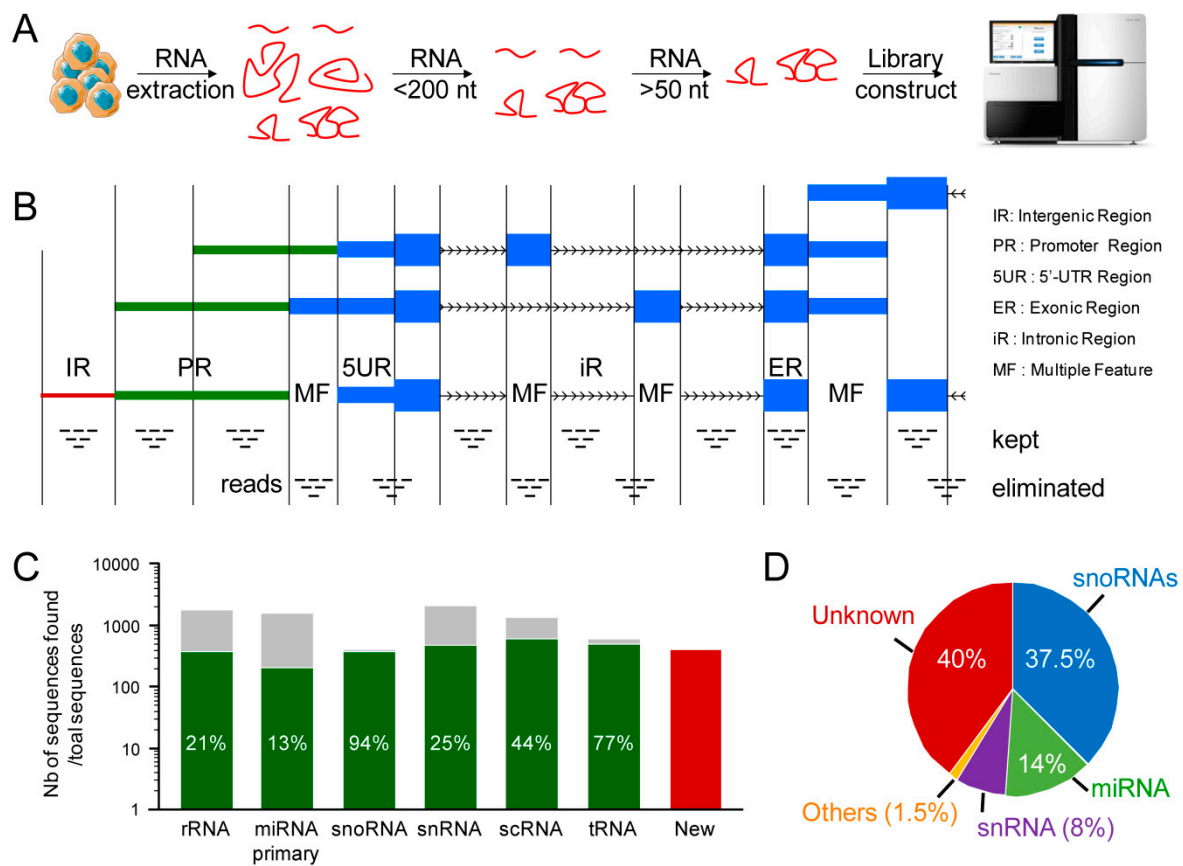 A
RNA
extraction
RNA
<200 nt
RNA
>50 nt
Library
construct
B
IR: Intergenic Region
PR : Promoter Region
5UR : 5'-UTR Region
ER : Exonic Region
iR : Intronic Region
MF : Multiple Feature
IR
PR
MF
5UR
MF
iR
MF
ER
MF
kept
reads
eliminated
C
Nb of sequences found
/toal sequences
10000
1000
100
10
1
21%
13%
94%
25%
44%
77%
rRNA
miRNA
primary
snoRNA
snRNA
scRNA
tRNA
New
D
Unknown
snoRNAs
40%
37.5%
14%
miRNA
Others (1.5%)
snRNA (8%)